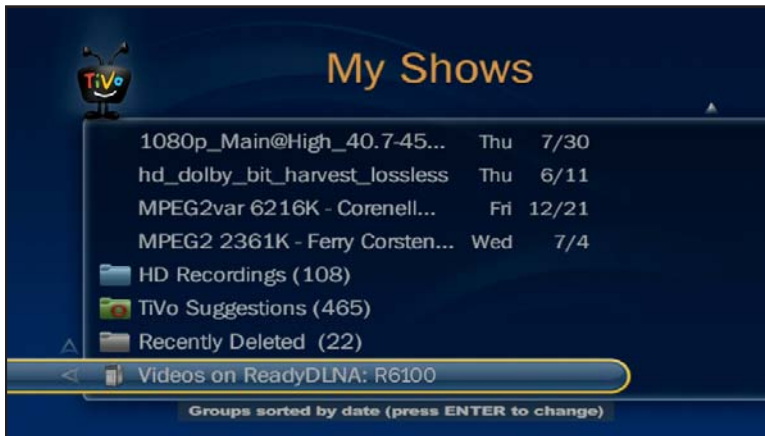 TiVo
My Shows
1080p_Main@High_40.7-45... Thu 7/30
hd_dolby_bit_harvest_lossless Thu 6/11
MPEG2var 6216K - Corenell... Fri 12/21
MPEG2 2361K - Ferry Corsten... Wed 7/4
HD Recordings (108)
TiVo Suggestions (465)
Recently Deleted (22)
Videos on ReadyDLNA: R6100
Groups sorted by date (press ENTER to change)